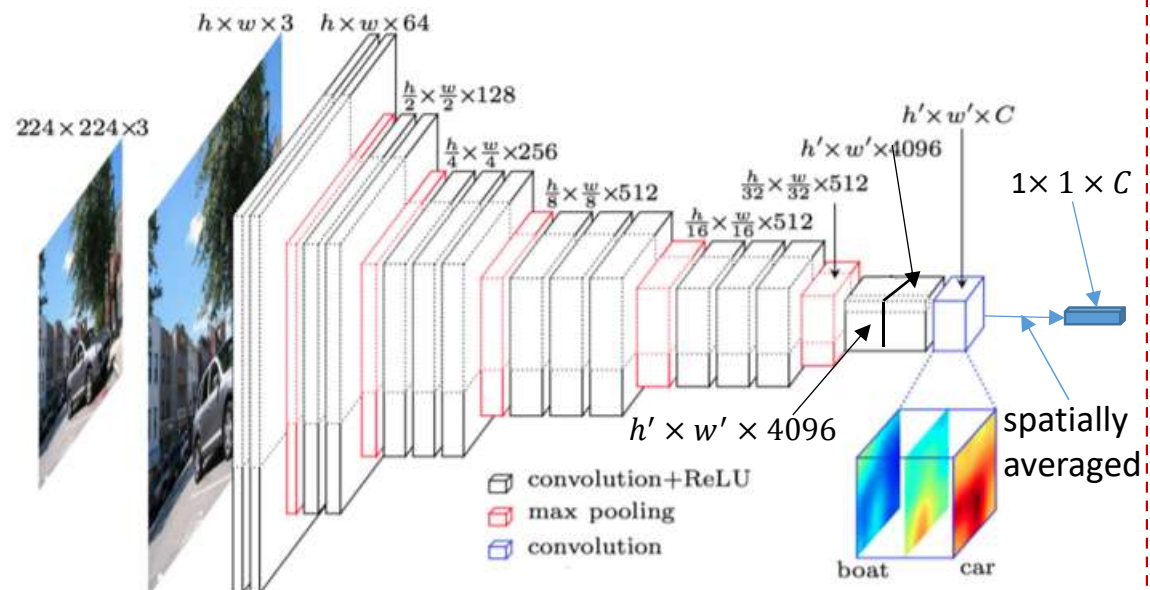 h×w×3
h×w×64
224×224×3
h/2×w/2×128
h/4×w/4×256
h/8×w/8×512
h/16×w/16×512
h/32×w/32×512
h′×w′×4096
h′×w′×C
1× 1 × C
h′ × w′ × 4096
spatially
averaged
convolution+ReLU
max pooling
convolution
boat
car